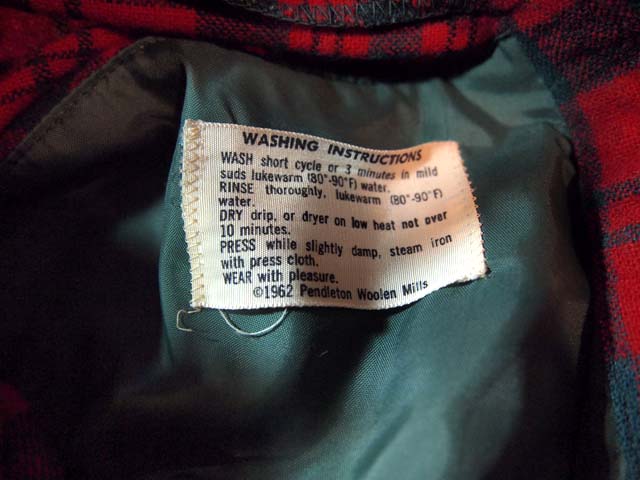 WASHING INSTRUCTIONS
WASH short cycle or 3 minutes in mild
suds lukewarm (80°-90°F) water.
RINSE thoroughly, lukewarm (80°-90°F)
water.
DRY drip, or dryer on low heat not over
10 minutes.
PRESS while slightly damp, steam iron
with press cloth.
WEAR with pleasure.
©1962 Pendleton Woolen Mills